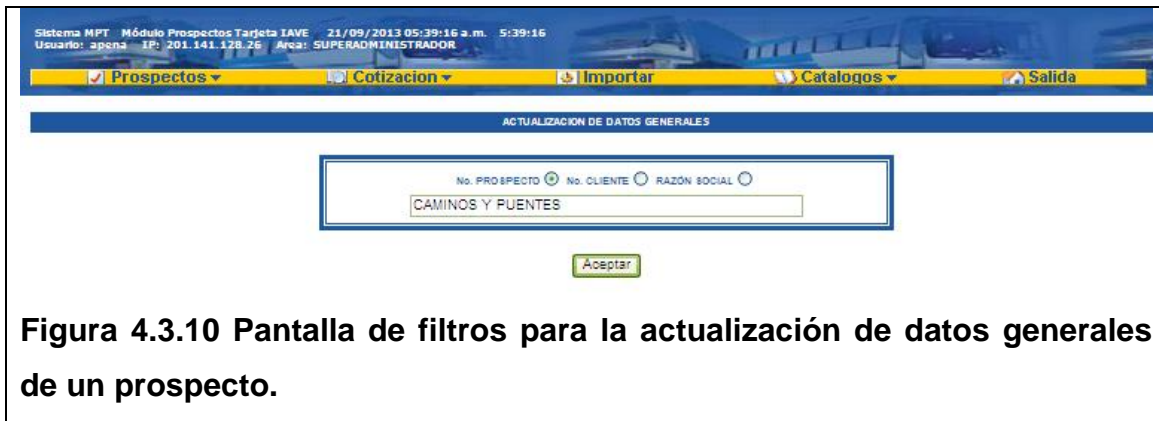 Sistema MPT Módulo Prospectos Tarjeta IAVE 21/09/2013 05:39:16 a.m. 5:39:16
Usuario: apena IP: 201.141.128.26 Area: SUPERADMINISTRADOR
Prospectos Cotizacion Importar Catalogos Salida
ACTUALIZACION DE DATOS GENERALES
No. PROSPECTO No. CLIENTE RAZÓN SOCIAL
CAMINOS Y PUENTES
Aceptar
Figura 4.3.10 Pantalla de filtros para la actualización de datos generales
de un prospecto.